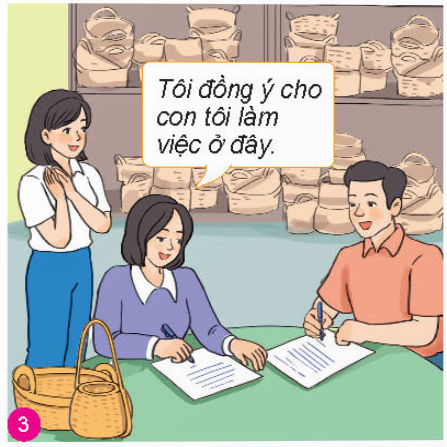 Tôi đồng ý cho
con tôi làm
việc ở đây.
3